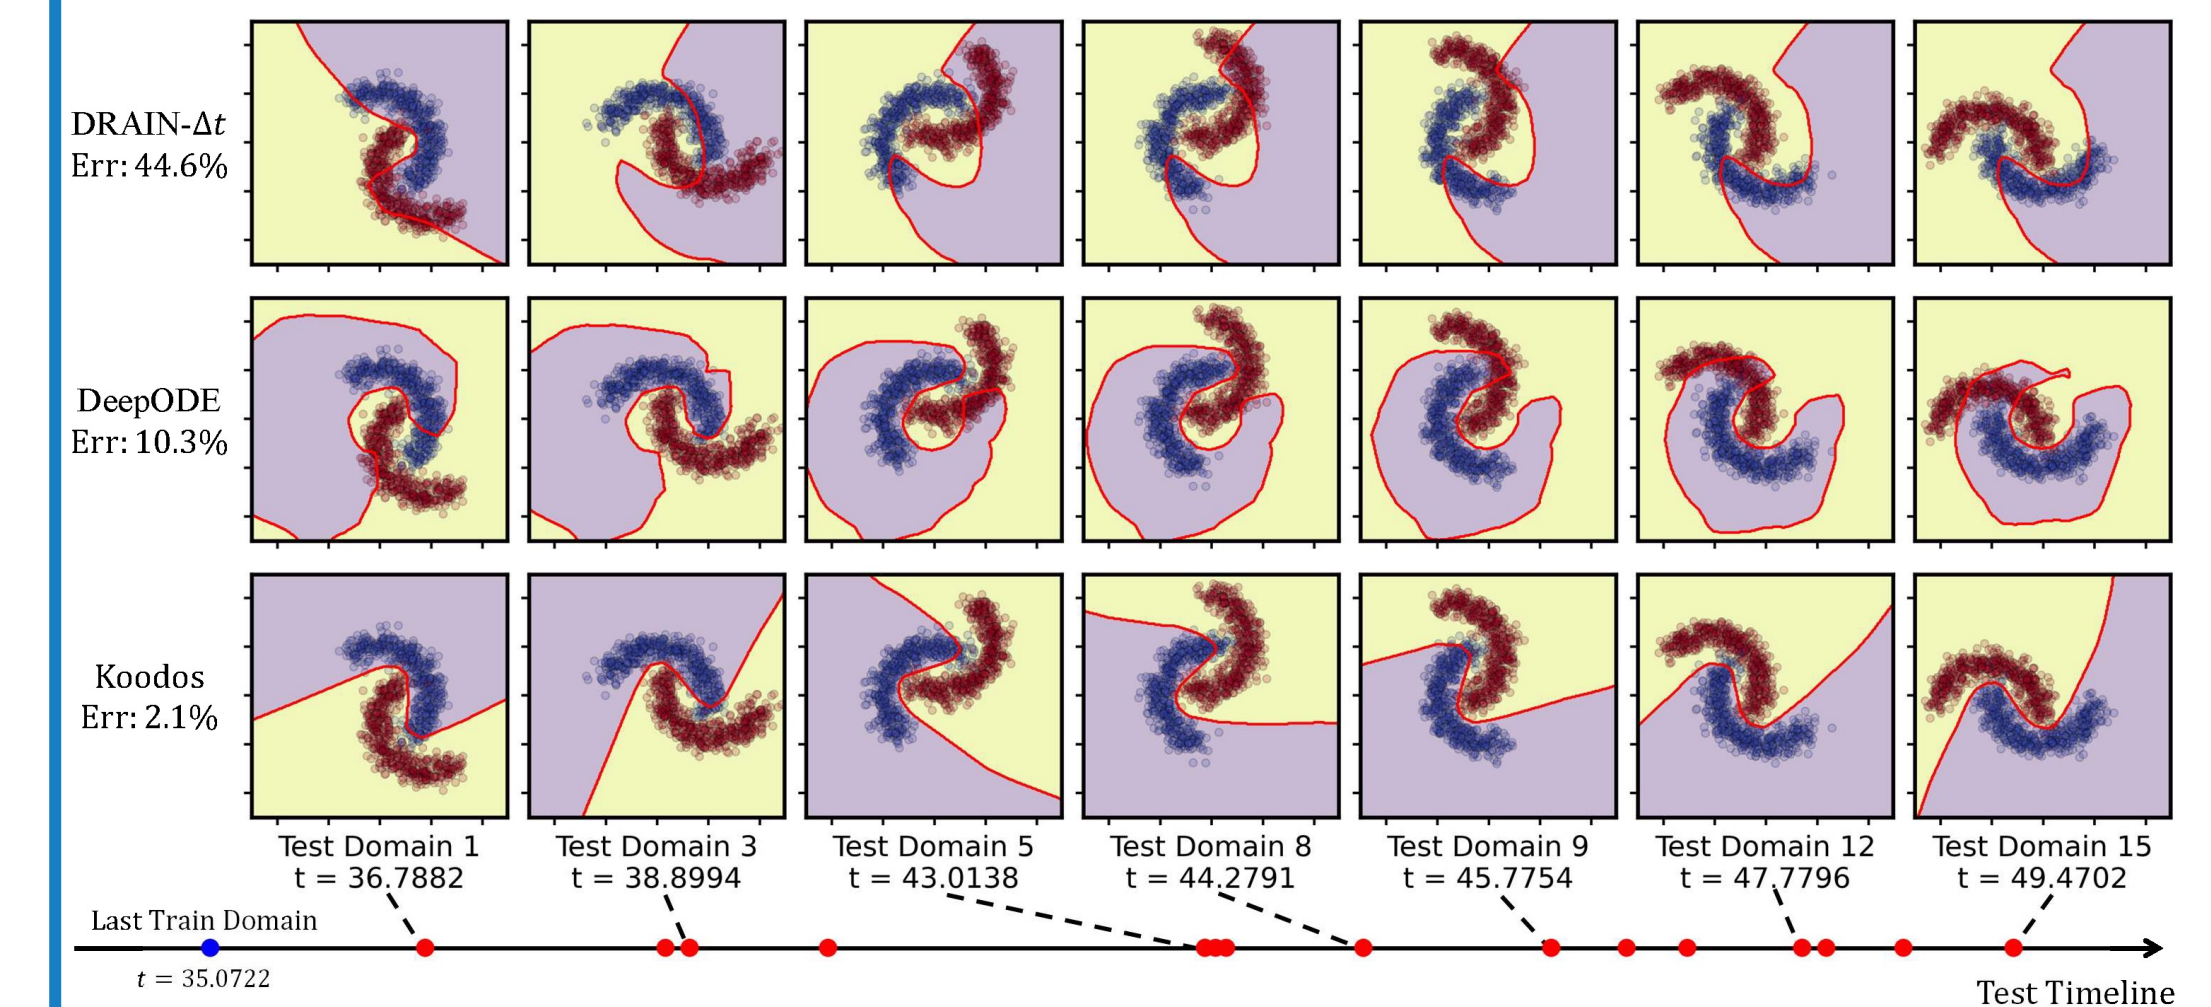 DRAIN-Δt
Err: 44.6%
DeepODE
Err: 10.3%
Koodos
Err: 2.1%
Test Domain 1
t = 36.7882
Test Domain 3
t = 38.8994
Test Domain 5
t = 43.0138
Test Domain 8
t = 44.2791
Test Domain 9
t = 45.7754
Test Domain 12
t = 47.7796
Test Domain 15
t = 49.4702
Last Train Domain
t = 35.0722
Test Timeline